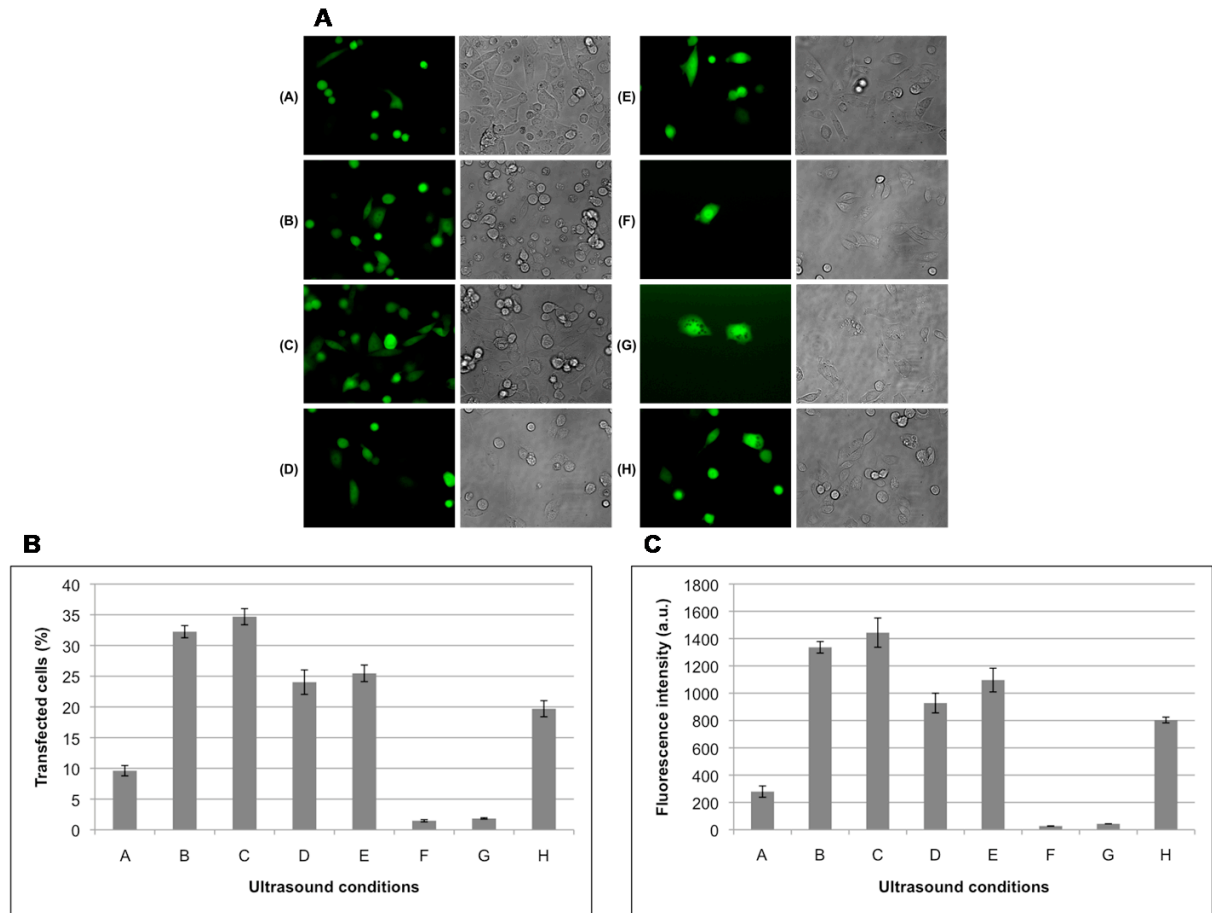 A
(A)
(E)
(B)
(F)
(C)
(G)
(D)
(H)
B
Transfected cells (%)
40
35
30
25
20
15
10
5
0
A B C D E F G H
Ultrasound conditions
C
Fluorescence intensity (a.u.)
1800
1600
1400
1200
1000
800
600
400
200
0
A B C D E F G H
Ultrasound conditions